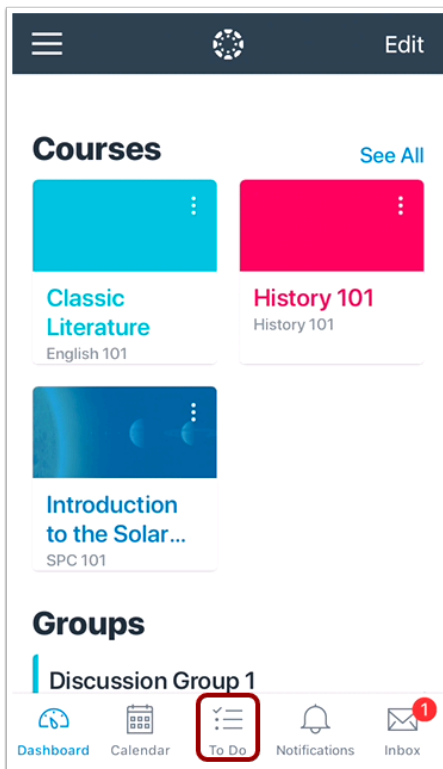 Edit
Courses
See All
Classic
Literature
English 101
History 101
History 101
Introduction
to the Solar...
SPC 101
Groups
Discussion Group 1
1
Dashboard
Calendar
To Do
Notifications
Inbox